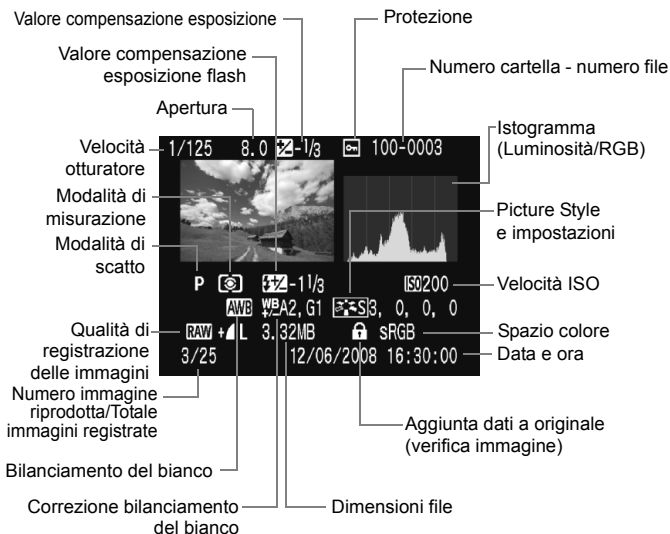 Valore compensazione esposizione
Protezione
Valore compensazione
esposizione flash
Numero cartella - numero file
Apertura
Istogramma
(Luminosità/RGB)
Velocità
otturatore
1/125 8.0 -1/3 100-0003
Modalità di
misurazione
Picture Style
e impostazioni
Modalità di
scatto
P -1 1/3 ISO 200
Velocità ISO
AWB WB A2, G1 S 3, 0, 0, 0
Qualità di
registrazione
delle immagini
RAW + L 3.32MB sRGB
Spazio colore
3/25 12/06/2008 16:30:00
Data e ora
Numero immagine
riprodotta/Totale
immagini registrate
Aggiunta dati a originale
(verifica immagine)
Bilanciamento del bianco
Correzione bilanciamento
del bianco
Dimensioni file